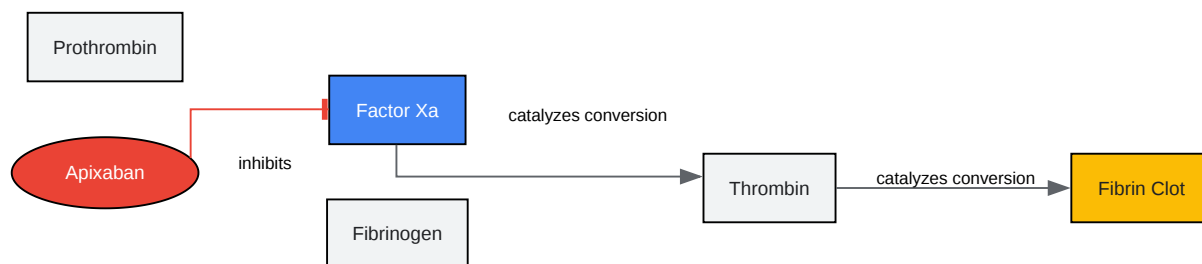 Prothrombin
Factor Xa
catalyzes conversion
inhibits
Apixaban
Thrombin
catalyzes conversion
Fibrin Clot
Fibrinogen